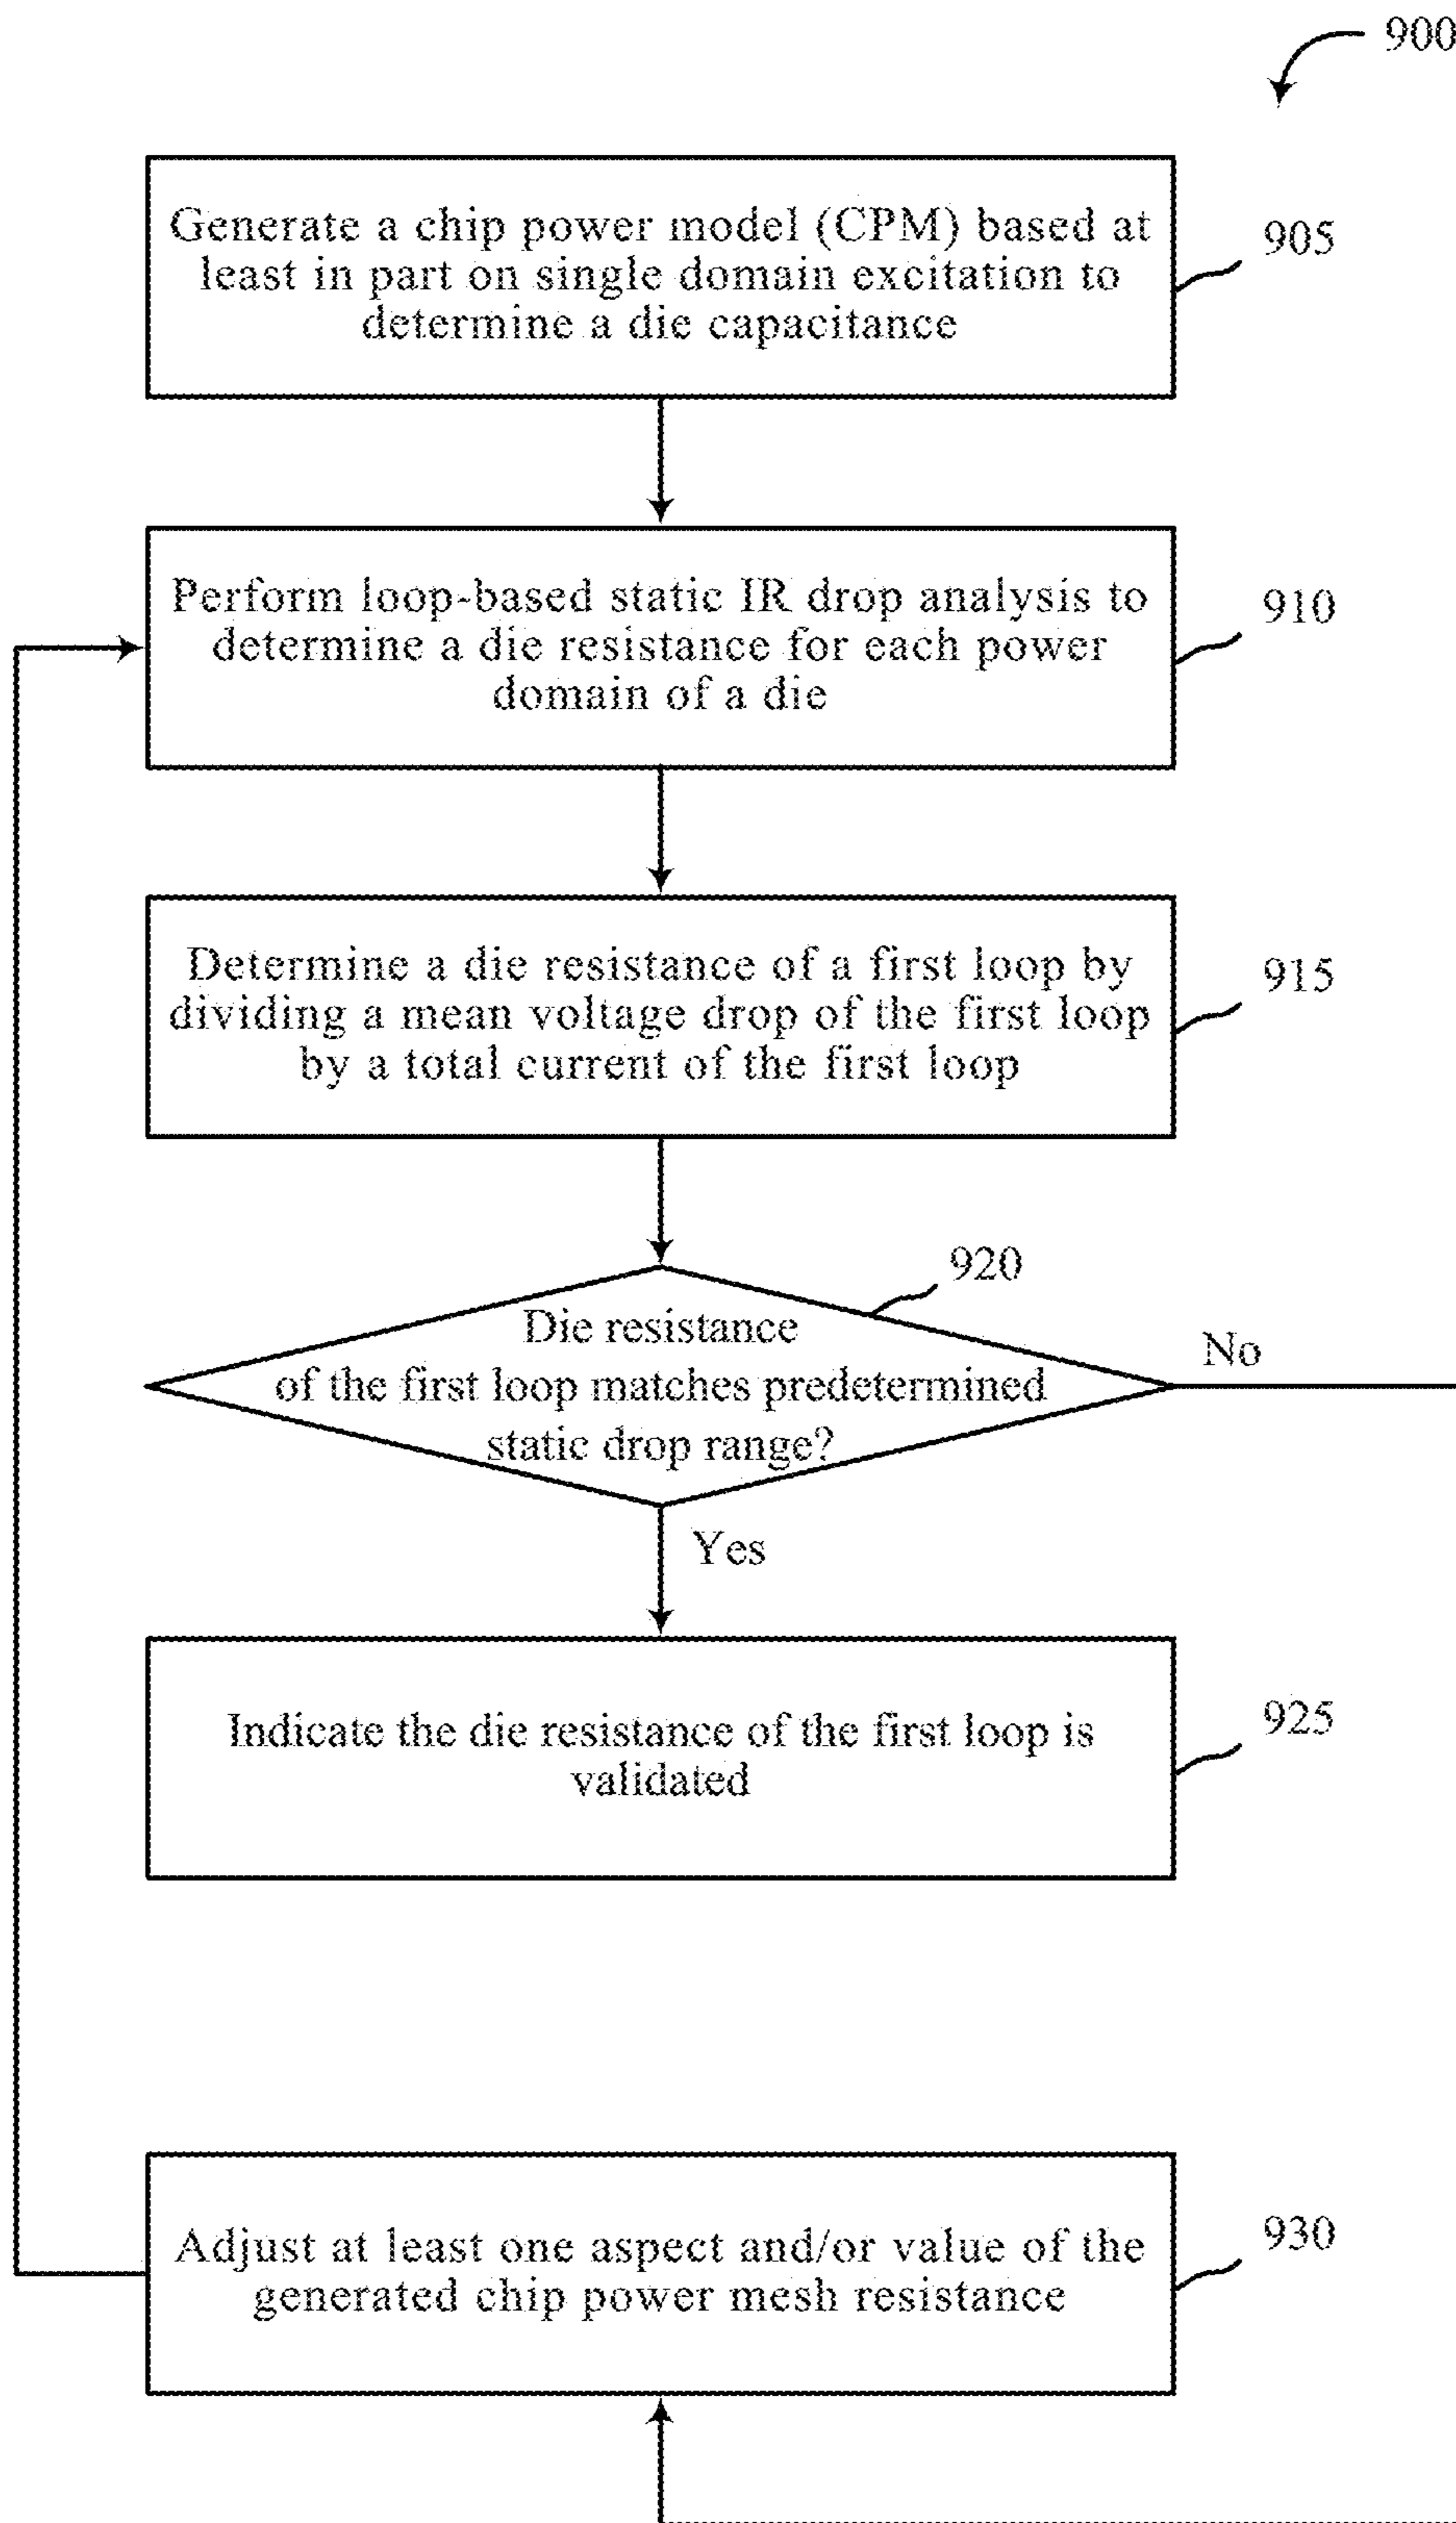 900
Generate a chip power model (CPM) based at
least in part on single domain excitation to
determine a die capacitance
905
Perform loop-based static IR drop analysis to
determine a die resistance for each power
domain of a die
910
Determine a die resistance of a first loop by
dividing a mean voltage drop of the first loop
by a total current of the first loop
915
920
Die resistance
of the first loop matches predetermined
static drop range?
No
Yes
Indicate the die resistance of the first loop is
validated
925
Adjust at least one aspect and/or value of the
generated chip power mesh resistance
930